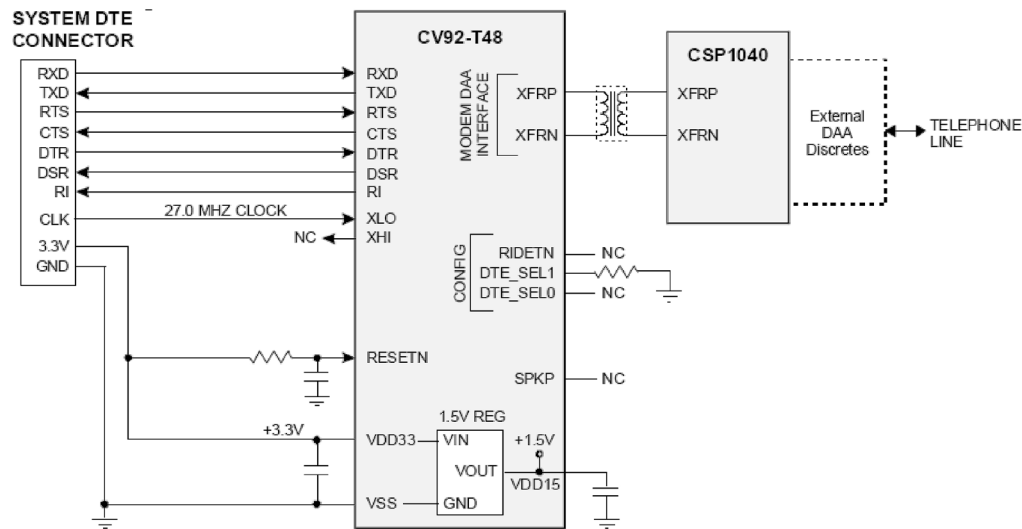 SYSTEM DTE
CONNECTOR
RXD
TXD
RTS
CTS
DTR
DSR
RI
CLK
3.3V
GND
27.0 MHZ CLOCK
NC
+3.3V
CV92-T48
RXD
TXD
RTS
CTS
DTR
DSR
RI
XLO
XHI
RESETN
VDD33
VSS
MODEM DAA
INTERFACE
XFRP
XFRN
CONFIG
RIDETN
DTE_SEL1
DTE_SEL0
SPKP
NC
NC
NC
1.5V REG
VIN
VOUT
GND
+1.5V
VDD15
CSP1040
XFRP
XFRN
External
DAA
Discretes
TELEPHONE
LINE